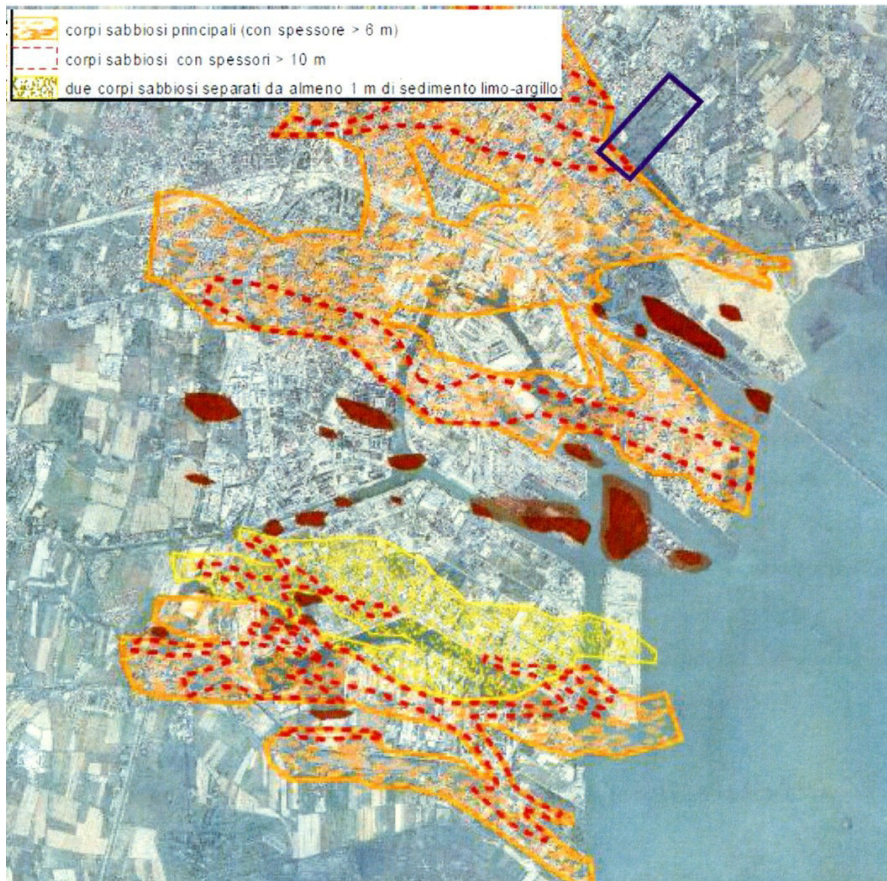 corpi sabbiosi principali (con spessore > 6 m)
corpi sabbiosi con spessori > 10 m
due corpi sabbiosi separati da almeno 1 m di sedimento limo-argillo